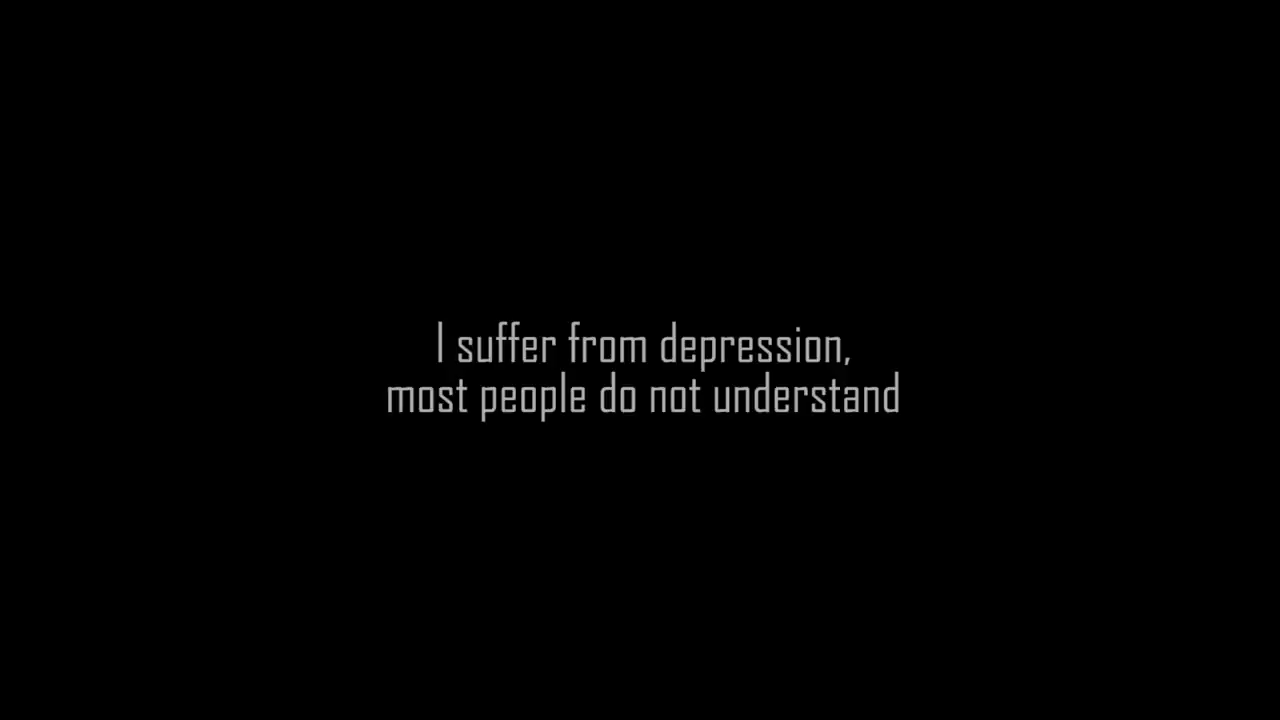 I suffer from depression,
most people do not understand